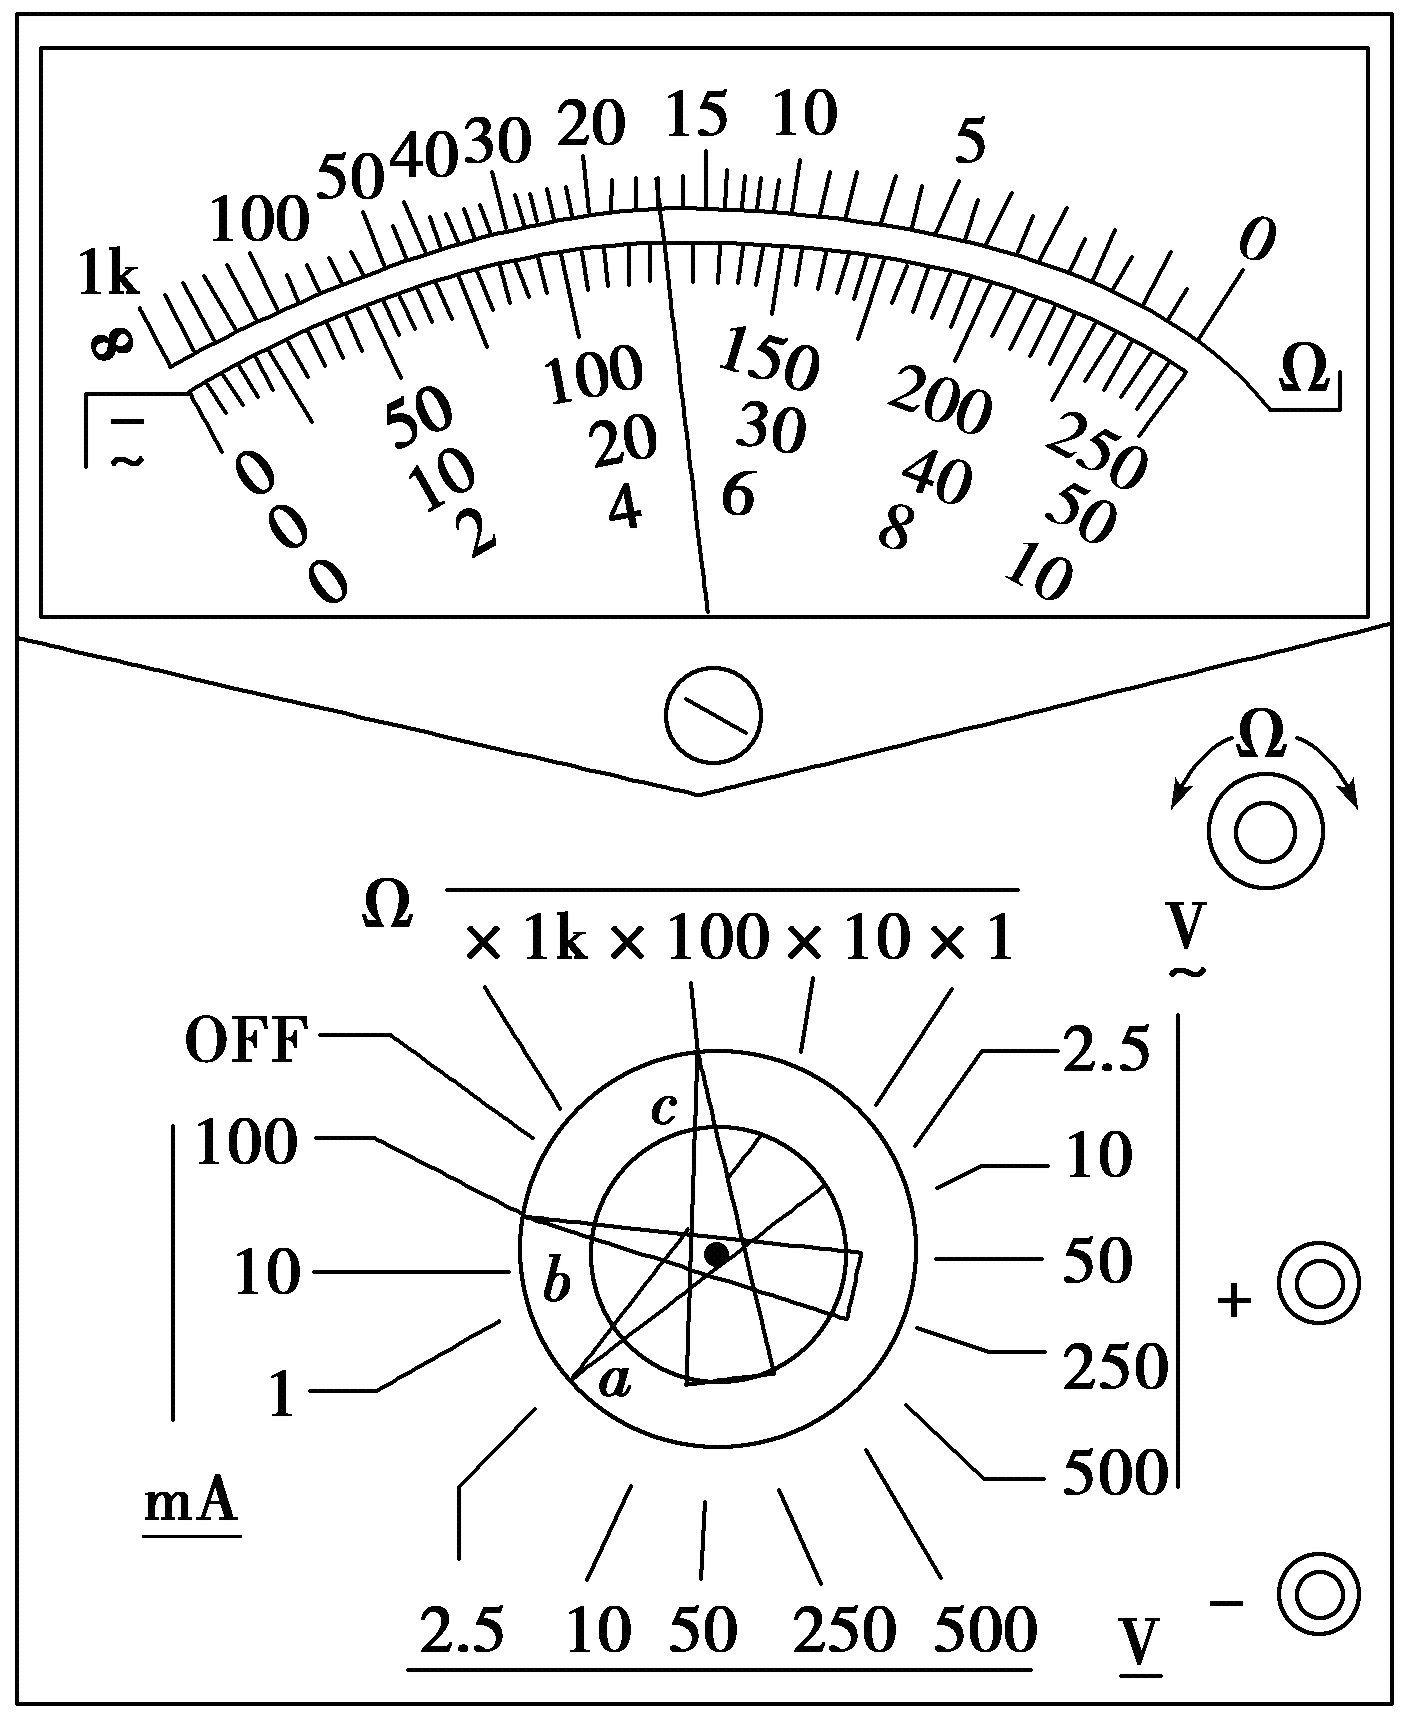 1k 100 50 40 30 20 15 10 5 0
∞ Ω
− ~
0 50 100 150 200 250
0 10 20 30 40 50
0 2 4 6 8 10
Ω
Ω × 1k × 100 × 10 × 1
V
~
OFF
2.5
100
c
10
10
b
50
+
1
a
250
500
mA
2.5 10 50 250 500 V
−